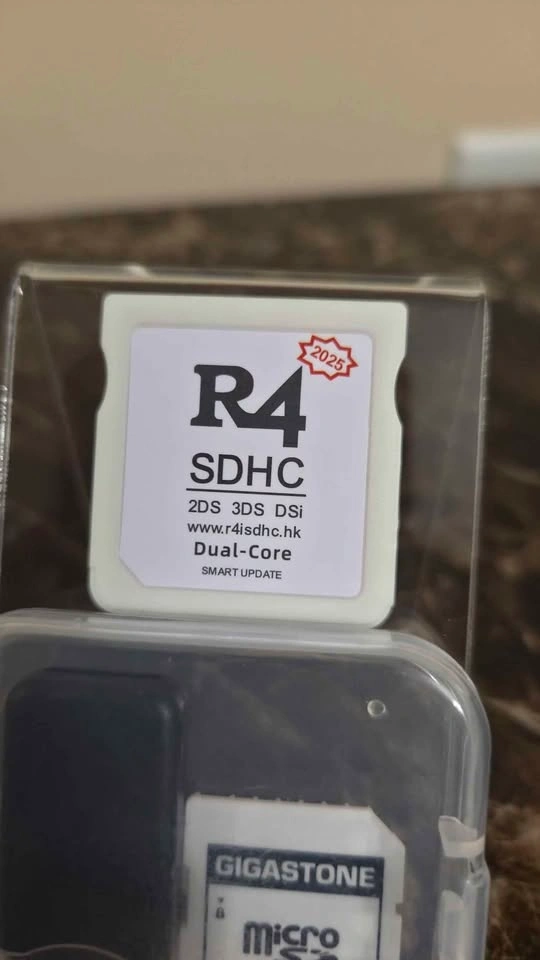 2025
R4
SDHC
2DS 3DS DSi
www.r4isdhc.hk
Dual-Core
SMART UPDATE
GIGASTONE
micro